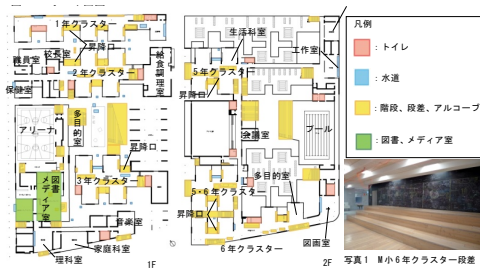 1年クラスター
校長室
昇降口
職員室
2年クラスター
保健室
給食調理室
アリーナ
多目的室
昇降口
3年クラスター
図書メディア室
音楽室
家庭科室
理科室
1F
生活科室
工作室
5年クラスター
昇降口
会議室
プール
多目的室
5・6年クラスター
昇降口
6年クラスター
図画室
2F
凡例
:トイレ
:水道
:階段、段差、アルコーブ
:図書、メディア室
写真1 M小6年クラスター段差